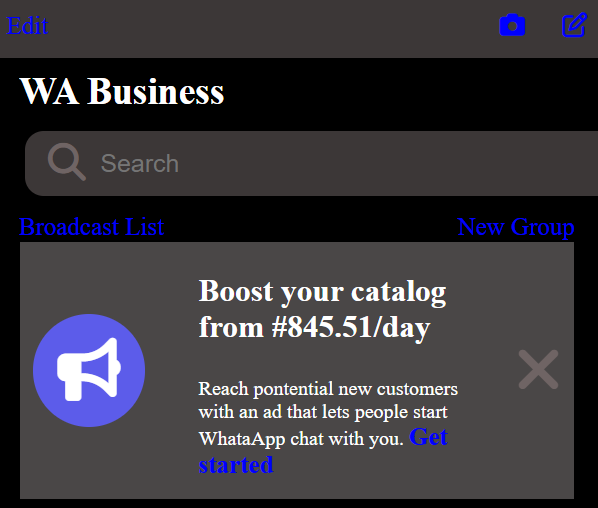 Edit
WA Business
Search
Broadcast List
New Group
Boost your catalog
from #845.51/day
Reach pontential new customers
with an ad that lets people start
WhataApp chat with you. Get
started